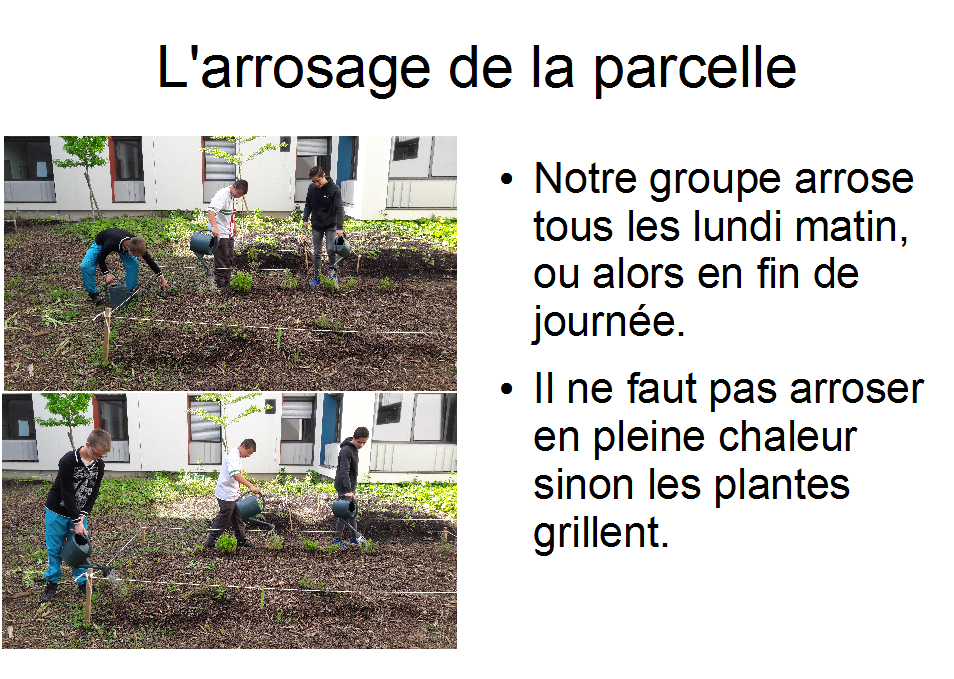 L'arrosage de la parcelle
• Notre groupe arrose
tous les lundi matin,
ou alors en fin de
journée.
• Il ne faut pas arroser
en pleine chaleur
sinon les plantes
grillent.